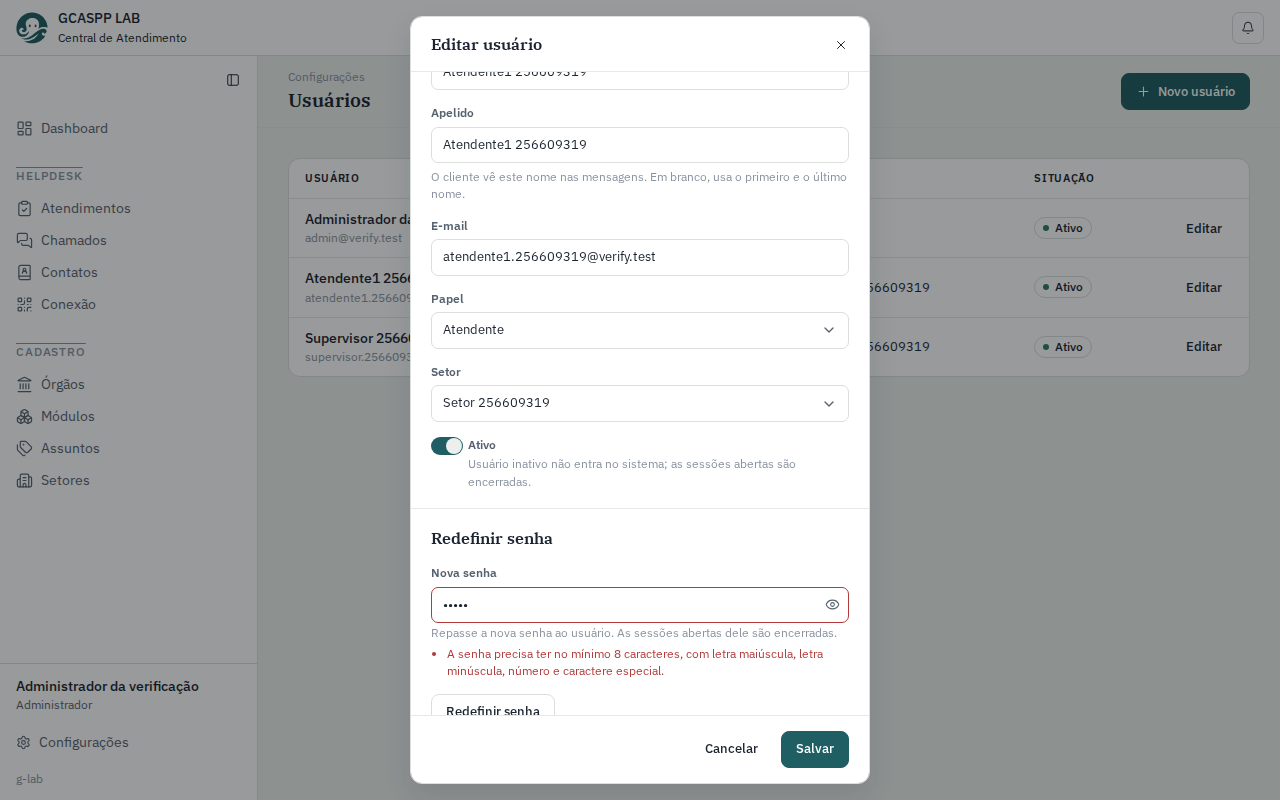 GCASPP LAB
Central de Atendimento
Dashboard
HELPDESK
Atendimentos
Chamados
Contatos
Conexão
CADASTRO
Órgãos
Módulos
Assuntos
Setores
Administrador da verificação
Administrador
Configurações
g-lab
Configurações
Usuários
Novo usuário
USUÁRIO
SITUAÇÃO
Administrador da
admin@verify.test
Ativo
Editar
Atendente1 2566
atendente1.256609
56609319
Ativo
Editar
Supervisor 25660
supervisor.2566093
56609319
Ativo
Editar
Editar usuário
Atendente1 256609319
Apelido
Atendente1 256609319
O cliente vê este nome nas mensagens. Em branco, usa o primeiro e o último
nome.
E-mail
atendente1.256609319@verify.test
Papel
Atendente
Setor
Setor 256609319
Ativo
Usuário inativo não entra no sistema; as sessões abertas são
encerradas.
Redefinir senha
Nova senha
•••••
Repasse a nova senha ao usuário. As sessões abertas dele são encerradas.
• A senha precisa ter no mínimo 8 caracteres, com letra maiúscula, letra
minúscula, número e caractere especial.
Redefinir senha
Cancelar
Salvar